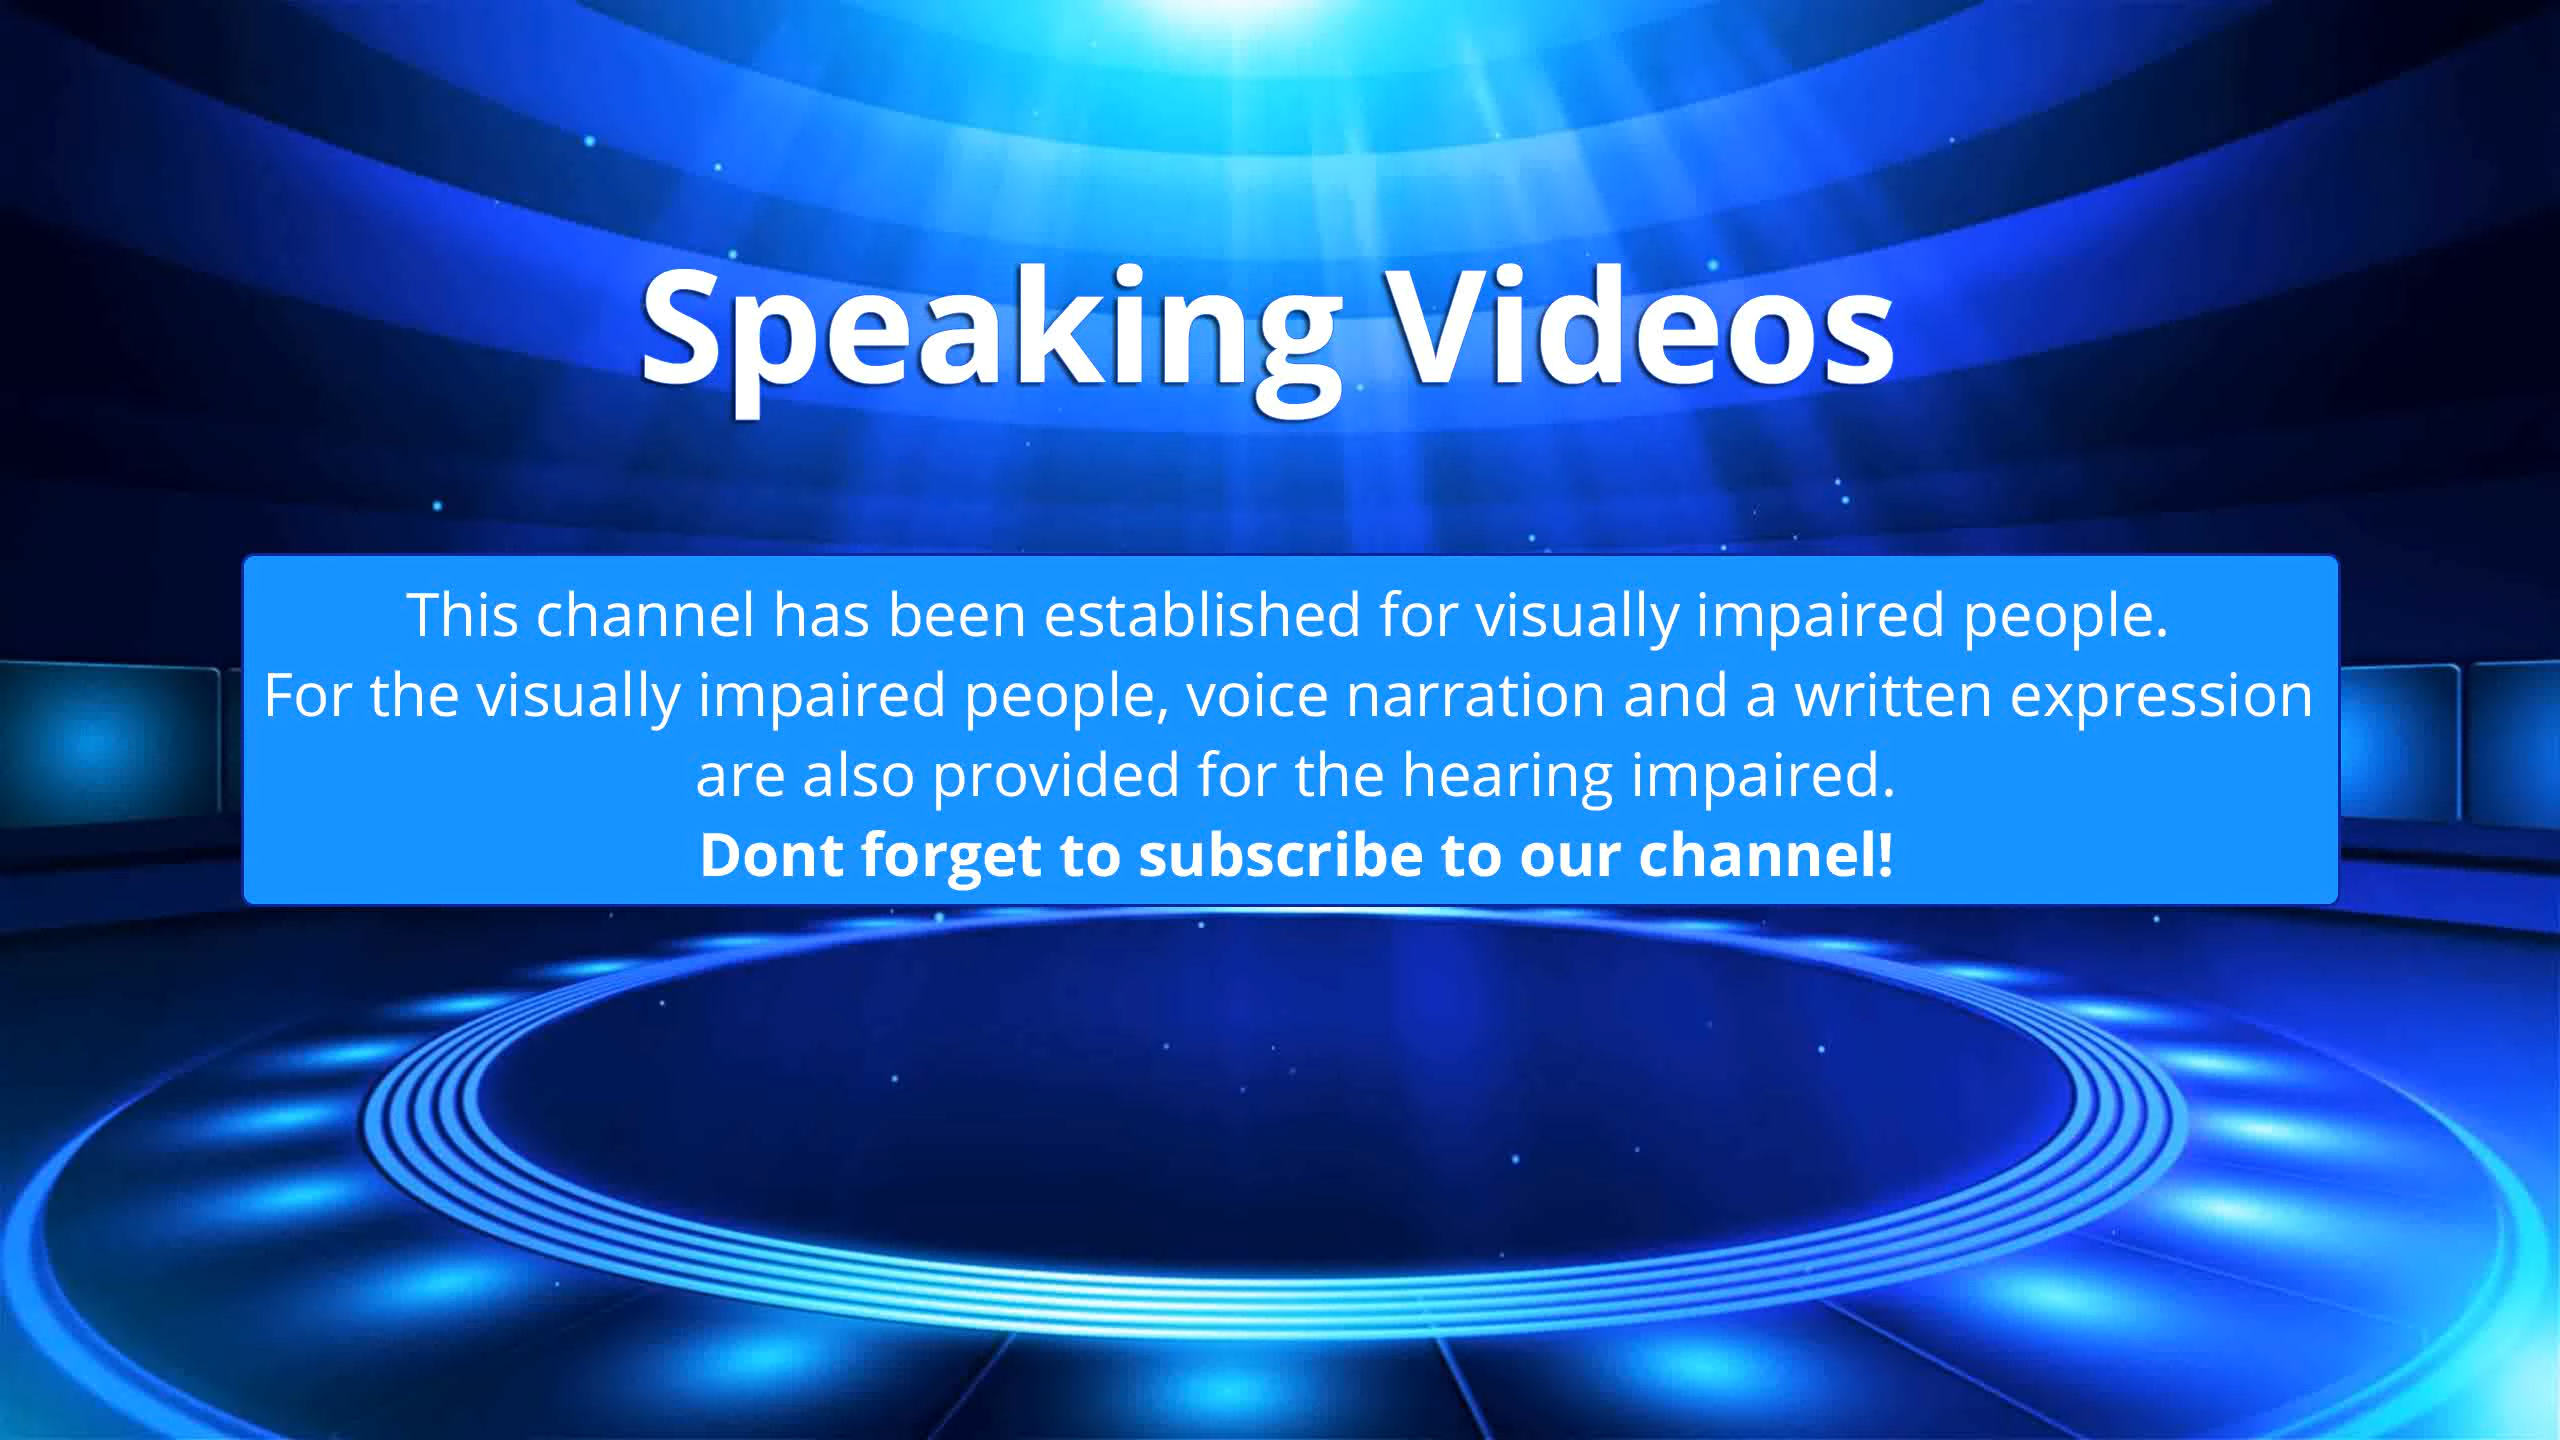 Speaking Videos
This channel has been established for visually impaired people.
For the visually impaired people, voice narration and a written expression
are also provided for the hearing impaired.
Dont forget to subscribe to our channel!